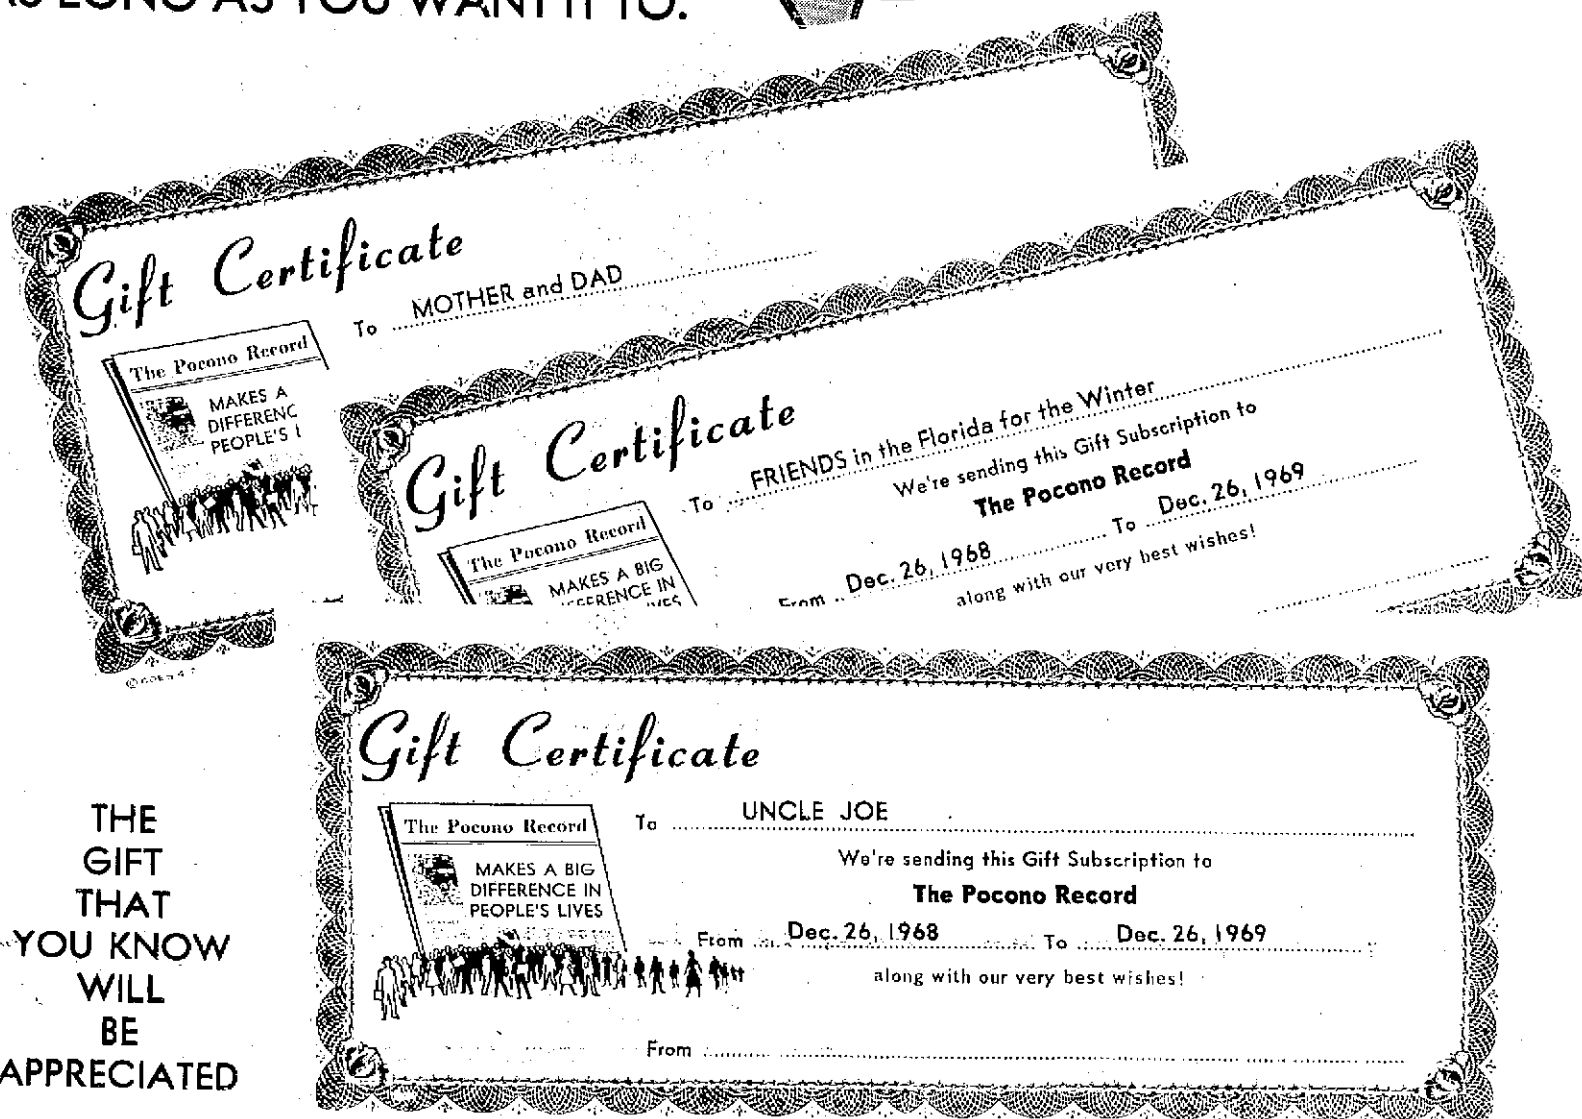 AS LONG AS YOU WANT IT TO.
Gift Certificate
To MOTHER and DAD
The Pocono Record
MAKES A
DIFFERENC
PEOPLE'S
Gift Certificate
To FRIENDS in the Florida for the Winter
We're sending this Gift Subscription to
The Pocono Record
From Dec. 26, 1968 To Dec. 26, 1969
along with our very best wishes!
The Pocono Record
MAKES A BIG
FERENCE IN
Gift Certificate
To UNCLE JOE
The Pocono Record
MAKES A BIG
DIFFERENCE IN
PEOPLE'S LIVES
We're sending this Gift Subscription to
The Pocono Record
From Dec. 26, 1968 To Dec. 26, 1969
along with our very best wishes!
From
THE
GIFT
THAT
YOU KNOW
WILL
BE
APPRECIATED